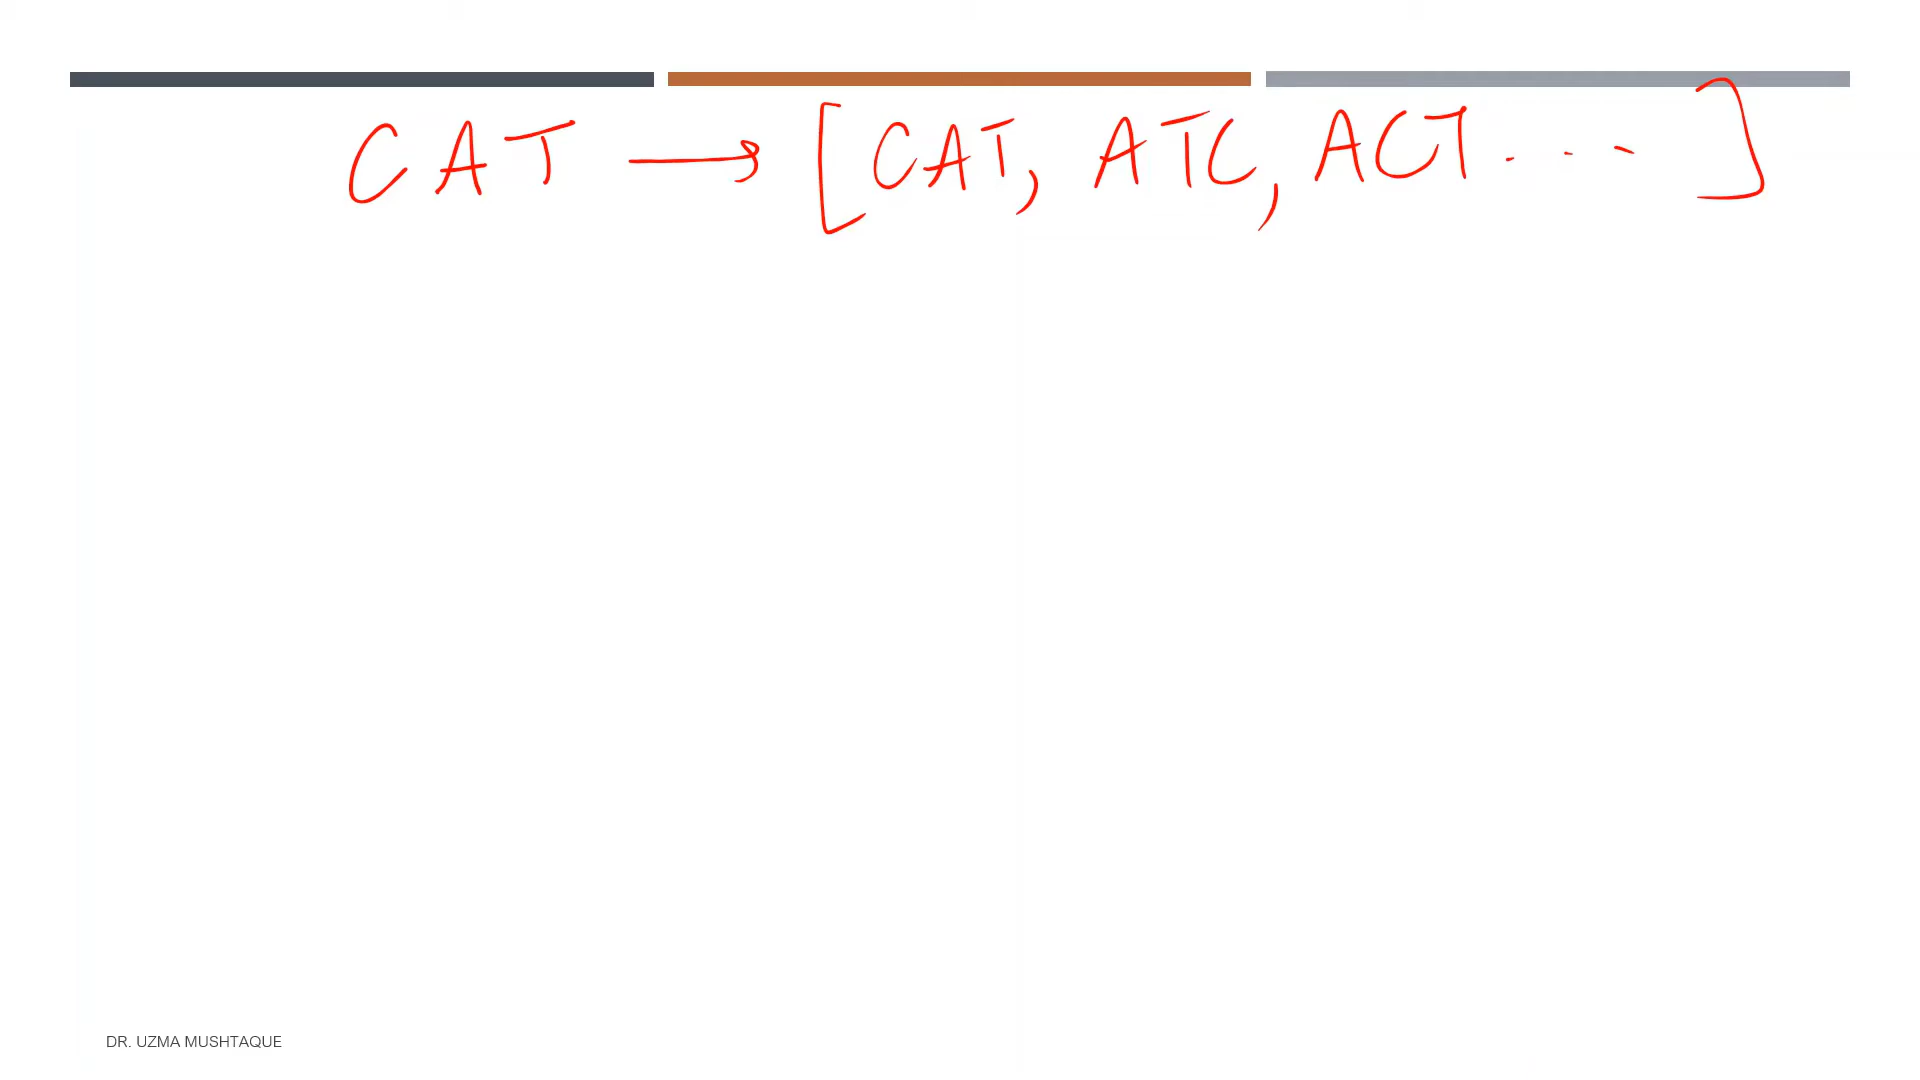 CAT → [CAT, ATC, ACT. . . .]
DR. UZMA MUSHTAQUE